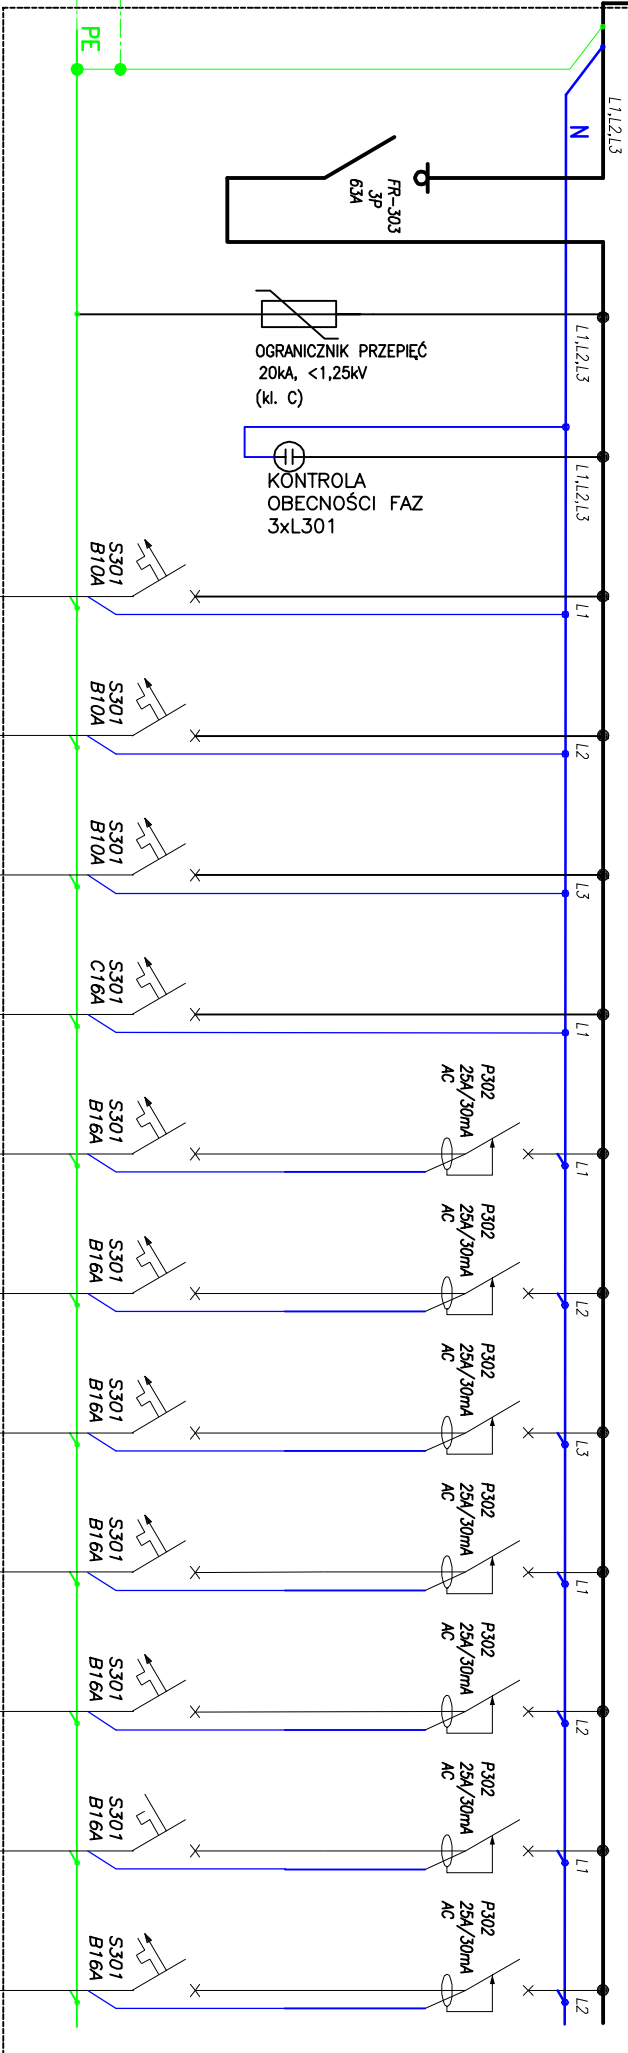 PE
L1,L2,L3
N
FR-303
3P
63A
L1,L2,L3
OGRANICZNIK PRZEPIĘĆ
20kA, <1,25kV
(kl. C)
L1,L2,L3
KONTROLA
OBECNOŚCI FAZ
3xL301
S301
B10A
L1
S301
B10A
L2
S301
B10A
L3
S301
C16A
L1
P302
25A/30mA
AC
S301
B16A
L1
P302
25A/30mA
AC
S301
B16A
L2
P302
25A/30mA
AC
S301
B16A
L3
P302
25A/30mA
AC
S301
B16A
L1
P302
25A/30mA
AC
S301
B16A
L2
P302
25A/30mA
AC
S301
B16A
L1
P302
25A/30mA
AC
S301
B16A
L2